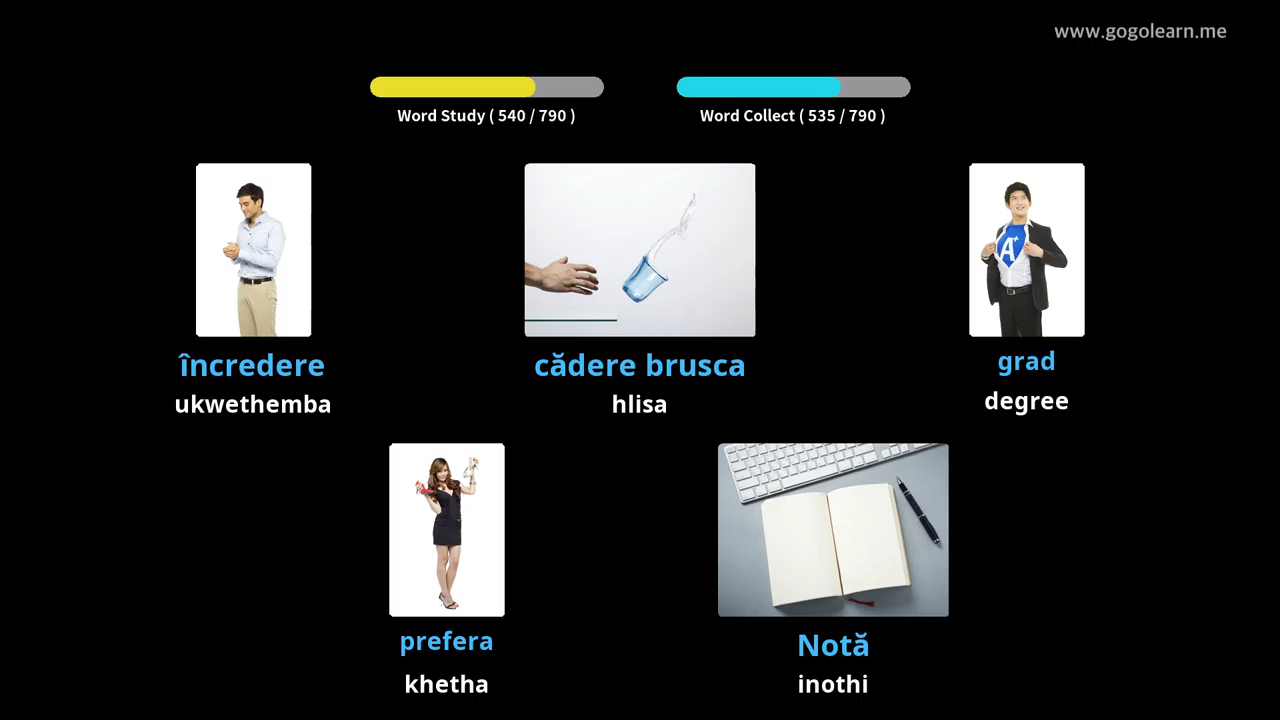 www.gogolearn.me
Word Study ( 540 / 790 )
Word Collect ( 535 / 790 )
A+
încredere
ukwethemba
cădere brusca
hlisa
grad
degree
prefera
khetha
Notă
inothi